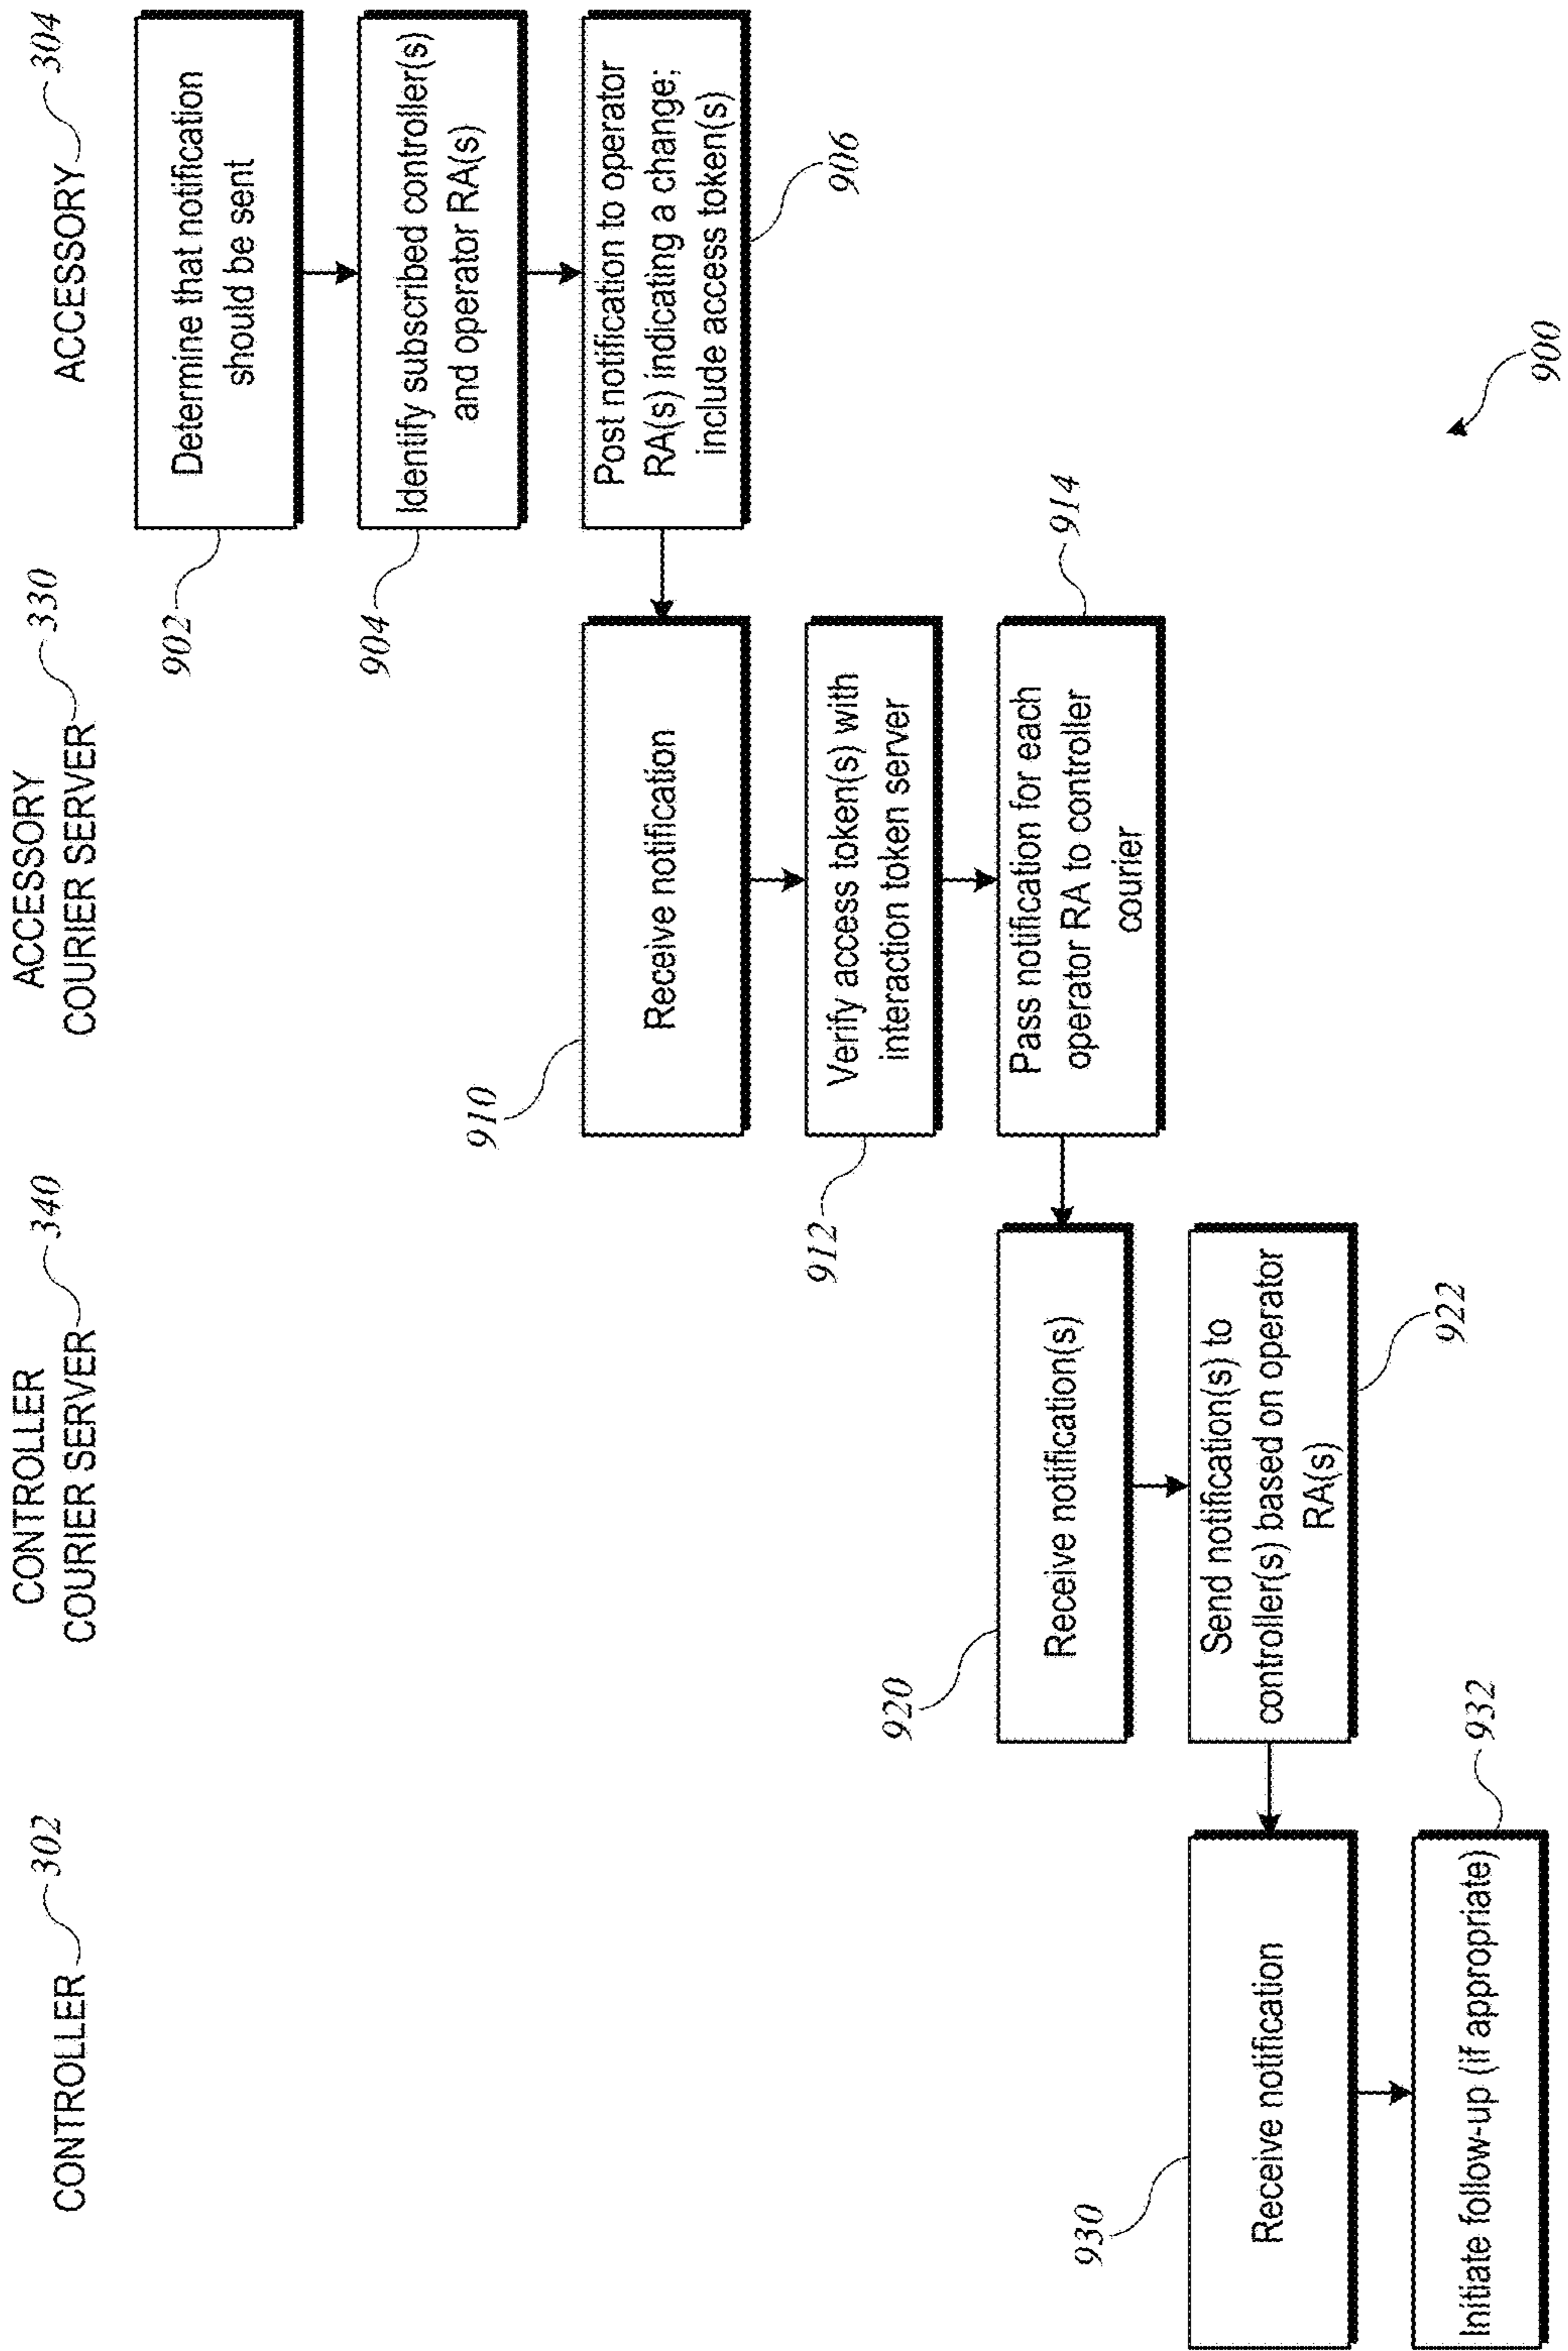 CONTROLLER 302
CONTROLLER
COURIER SERVER 340
ACCESSORY
COURIER SERVER 330
ACCESSORY 304
Determine that notification
should be sent
902
Identify subscribed controller(s)
and operator RA(s)
904
Post notification to operator
RA(s) indicating a change;
include access token(s)
906
Receive notification
910
Verify access token(s) with
interaction token server
912
Pass notification for each
operator RA to controller
courier
914
Receive notification(s)
920
Send notification(s) to
controller(s) based on operator
RA(s)
922
Receive notification
930
Initiate follow-up (if appropriate)
932
900